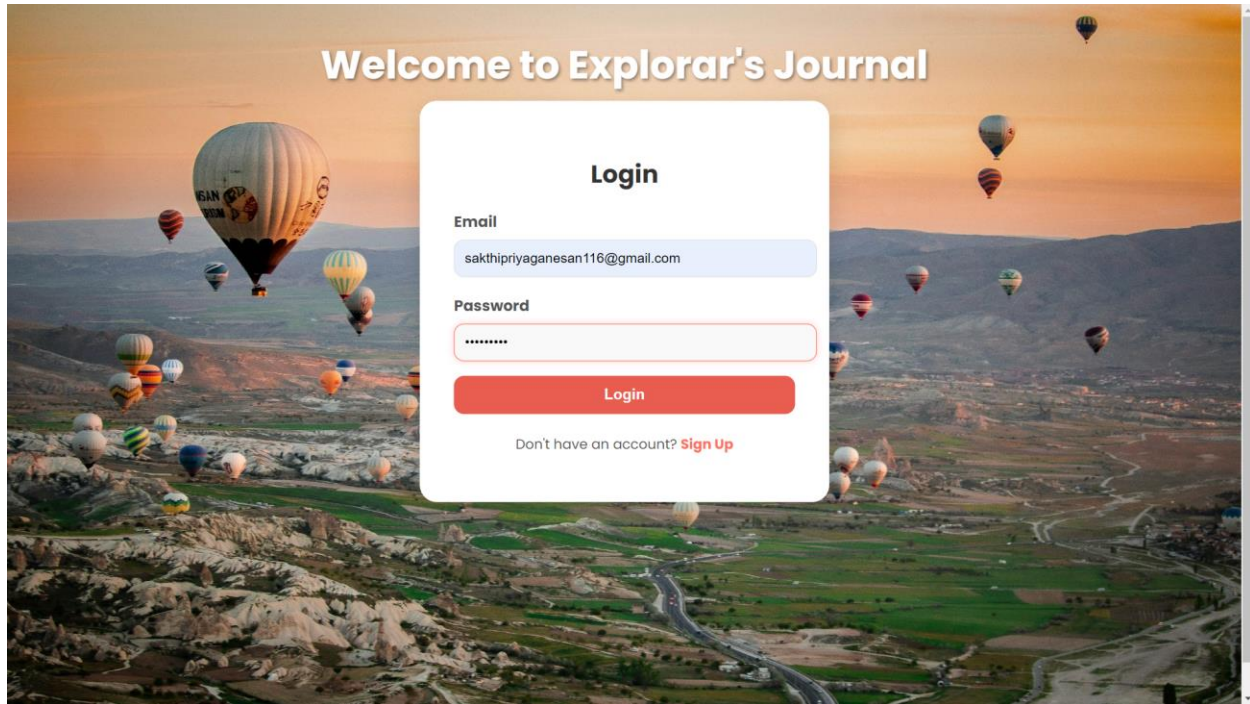 Welcome to Explorar's Journal
Login
Email
sakthipriyaganesan116@gmail.com
Password
•••••••••
Login
Don't have an account? Sign Up